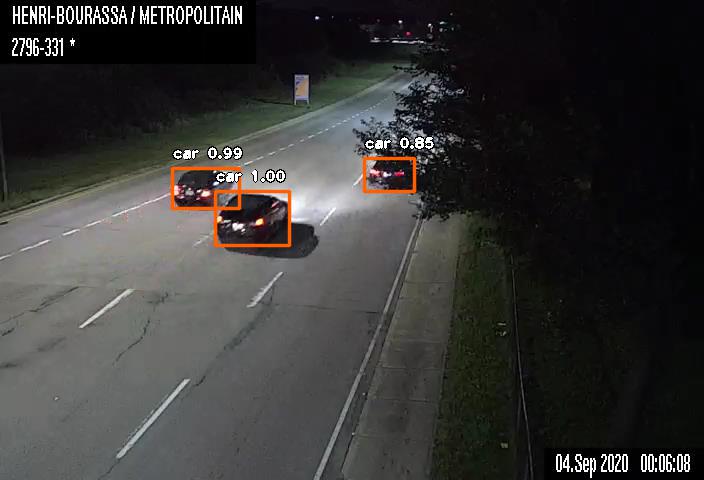 HENRI-BOURASSA / METROPOLITAIN
2796-331 *
car 0.99
car 1.00
car 0.85
04.Sep 2020 00:06:08